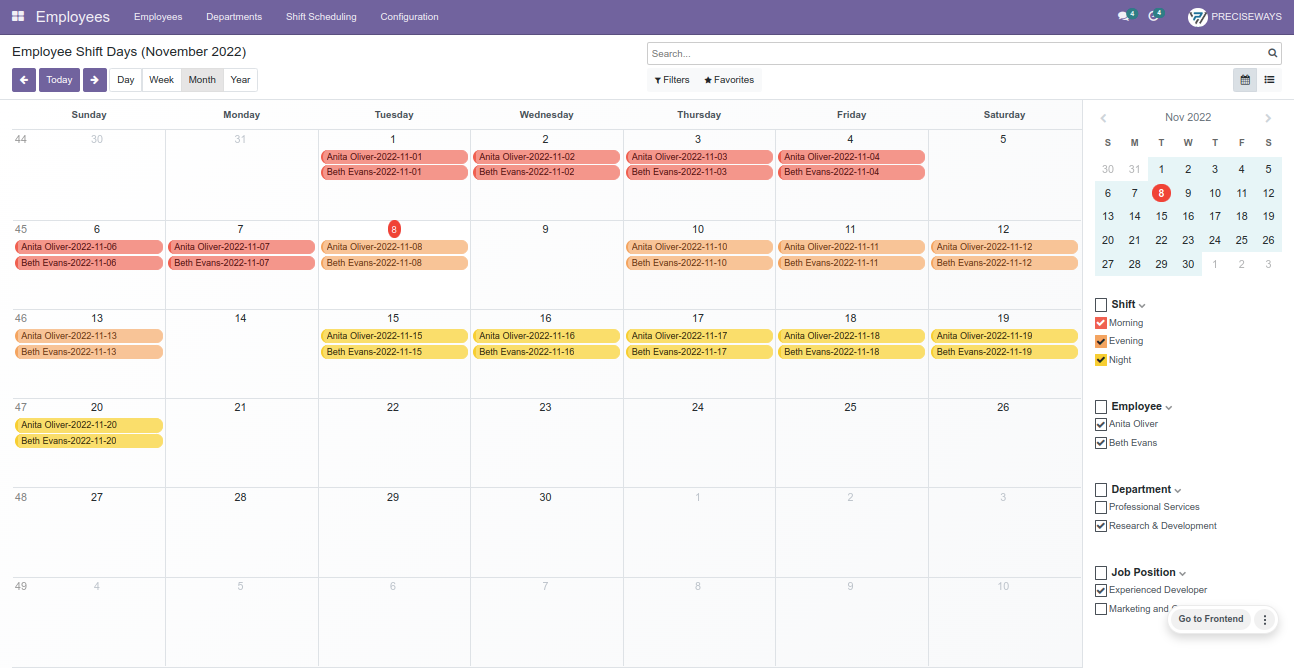 Employees Employees Departments Shift Scheduling Configuration 4 4 PRECISEWAYS
Employee Shift Days (November 2022)
Search...
Today Day Week Month Year Filters Favorites
Sunday Monday Tuesday Wednesday Thursday Friday Saturday
44 30 31 1 2 3 4 5
Anita Oliver-2022-11-01 Anita Oliver-2022-11-02 Anita Oliver-2022-11-03 Anita Oliver-2022-11-04
Beth Evans-2022-11-01 Beth Evans-2022-11-02 Beth Evans-2022-11-03 Beth Evans-2022-11-04
45 6 7 8 9 10 11 12
Anita Oliver-2022-11-06 Anita Oliver-2022-11-07 Anita Oliver-2022-11-08 Anita Oliver-2022-11-10 Anita Oliver-2022-11-11 Anita Oliver-2022-11-12
Beth Evans-2022-11-06 Beth Evans-2022-11-07 Beth Evans-2022-11-08 Beth Evans-2022-11-10 Beth Evans-2022-11-11 Beth Evans-2022-11-12
46 13 14 15 16 17 18 19
Anita Oliver-2022-11-13 Anita Oliver-2022-11-15 Anita Oliver-2022-11-16 Anita Oliver-2022-11-17 Anita Oliver-2022-11-18 Anita Oliver-2022-11-19
Beth Evans-2022-11-13 Beth Evans-2022-11-15 Beth Evans-2022-11-16 Beth Evans-2022-11-17 Beth Evans-2022-11-18 Beth Evans-2022-11-19
47 20 21 22 23 24 25 26
Anita Oliver-2022-11-20
Beth Evans-2022-11-20
48 27 28 29 30 1 2 3
49 4 5 6 7 8 9 10
Nov 2022
S M T W T F S
30 31 1 2 3 4 5
6 7 8 9 10 11 12
13 14 15 16 17 18 19
20 21 22 23 24 25 26
27 28 29 30 1 2 3
Shift
Morning
Evening
Night
Employee
Anita Oliver
Beth Evans
Department
Professional Services
Research & Development
Job Position
Experienced Developer
Marketing and
Go to Frontend